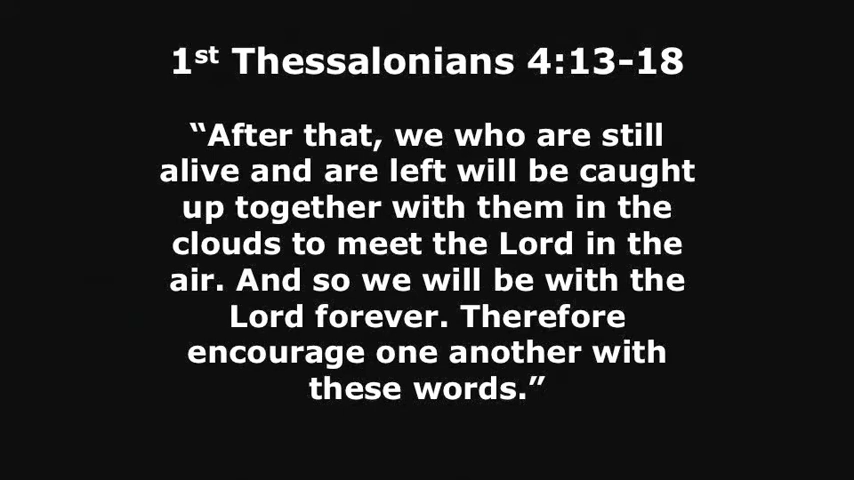 1st Thessalonians 4:13-18
“After that, we who are still
alive and are left will be caught
up together with them in the
clouds to meet the Lord in the
air. And so we will be with the
Lord forever. Therefore
encourage one another with
these words.”